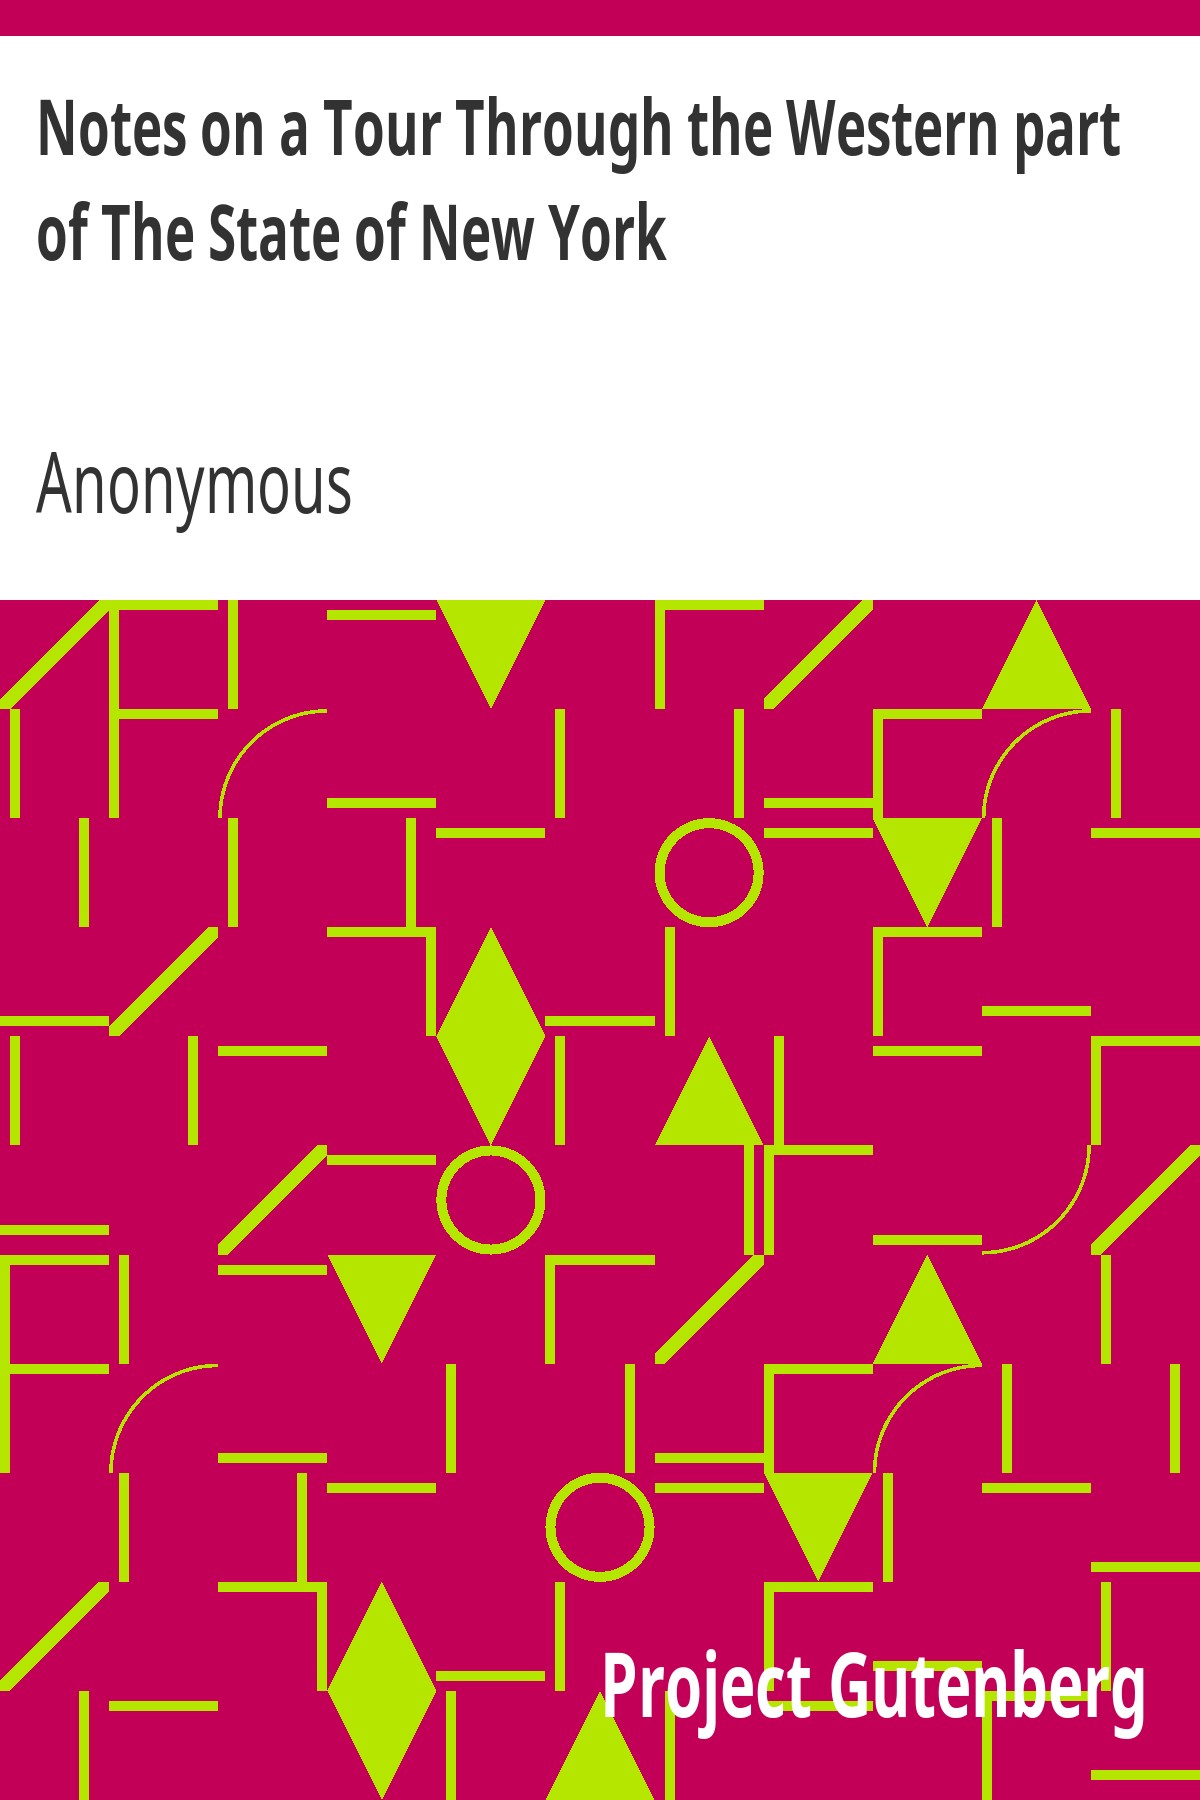 Notes on a Tour Through the Western part
of The State of New York
Anonymous
Project Gutenberg